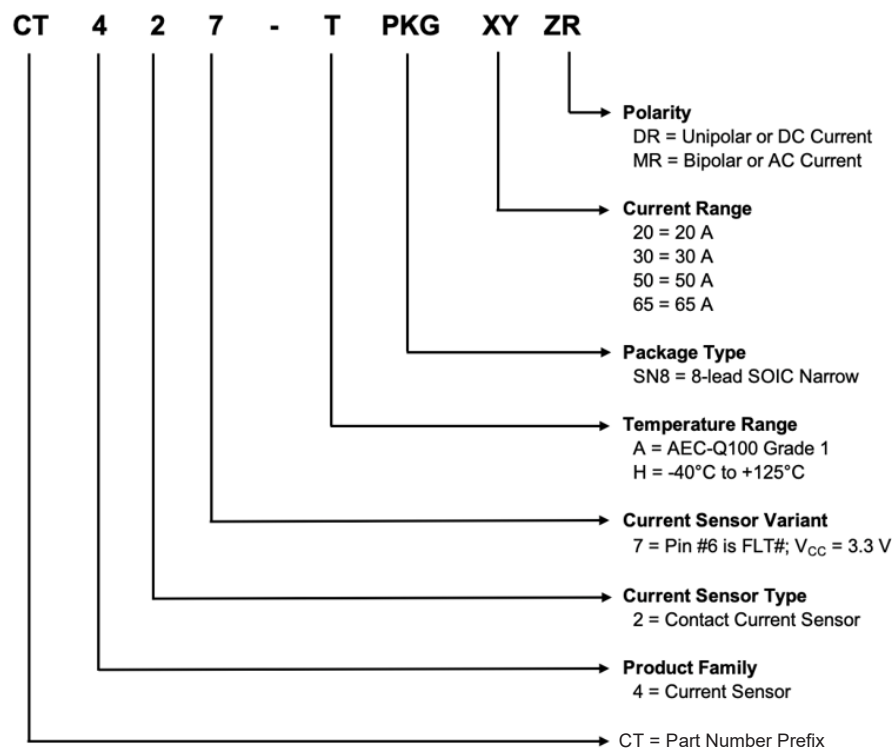 CT 4 2 7 - T PKG XY ZR
Polarity
DR = Unipolar or DC Current
MR = Bipolar or AC Current
Current Range
20 = 20 A
30 = 30 A
50 = 50 A
65 = 65 A
Package Type
SN8 = 8-lead SOIC Narrow
Temperature Range
A = AEC-Q100 Grade 1
H = -40°C to +125°C
Current Sensor Variant
7 = Pin #6 is FLT#; VCC = 3.3 V
Current Sensor Type
2 = Contact Current Sensor
Product Family
4 = Current Sensor
CT = Part Number Prefix